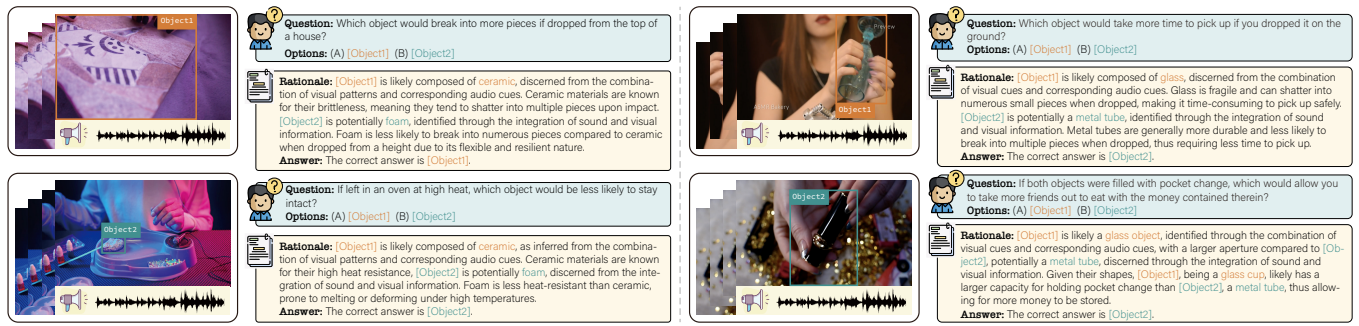 Object1
Question: Which object would break into more pieces if dropped from the top of
a house?
Options: (A) [Object1] (B) [Object2]
Rationale: [Object1] is likely composed of ceramic, discerned from the combina-
tion of visual patterns and corresponding audio cues. Ceramic materials are known
for their brittleness, meaning they tend to shatter into multiple pieces upon impact.
[Object2] is potentially foam, identified through the integration of sound and visual
information. Foam is less likely to break into numerous pieces compared to ceramic
when dropped from a height due to its flexible and resilient nature.
Answer: The correct answer is [Object1].
Object2
Question: If left in an oven at high heat, which object would be less likely to stay
intact?
Options: (A) [Object1] (B) [Object2]
Rationale: [Object1] is likely composed of ceramic, as inferred from the combina-
tion of visual patterns and corresponding audio cues. Ceramic materials are known
for their high heat resistance, [Object2] is potentially foam, discerned from the inte-
gration of sound and visual information. Foam is less heat-resistant than ceramic,
prone to melting or deforming under high temperatures.
Answer: The correct answer is [Object2].
Preview
Object1
Question: Which object would take more time to pick up if you dropped it on the
ground?
Options: (A) [Object1] (B) [Object2]
Rationale: [Object1] is likely composed of glass, discerned from the combination
of visual cues and corresponding audio cues. Glass is fragile and can shatter into
numerous small pieces when dropped, making it time-consuming to pick up safely.
[Object2] is potentially a metal tube, identified through the integration of sound
and visual information. Metal tubes are generally more durable and less likely to
break into multiple pieces when dropped, thus requiring less time to pick up.
Answer: The correct answer is [Object2].
Object2
Question: If both objects were filled with pocket change, which would allow you
to take more friends out to eat with the money contained therein?
Options: (A) [Object1] (B) [Object2]
Rationale: [Object1] is likely a glass object, identified through the combination of
visual cues and corresponding audio cues, with a larger aperture compared to [Ob-
ject2], potentially a metal tube, discerned through the integration of sound and
visual information. Given their shapes, [Object1], being a glass cup, likely has a
larger capacity for holding pocket change than [Object2], a metal tube, thus allow-
ing for more money to be stored.
Answer: The correct answer is [Object2].